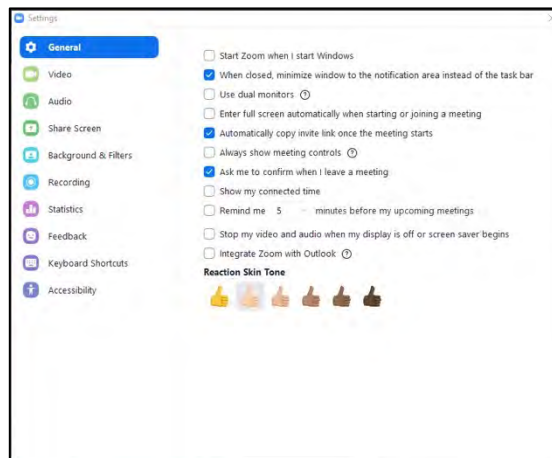 Settings
General
Video
Audio
Share Screen
Background & Filters
Recording
Statistics
Feedback
Keyboard Shortcuts
Accessibility
Start Zoom when I start Windows
When closed, minimize window to the notification area instead of the task bar
Use dual monitors ?
Enter full screen automatically when starting or joining a meeting
Automatically copy invite link once the meeting starts
Always show meeting controls ?
Ask me to confirm when I leave a meeting
Show my connected time
Remind me 5 minutes before my upcoming meetings
Stop my video and audio when my display is off or screen saver begins
Integrate Zoom with Outlook ?
Reaction Skin Tone